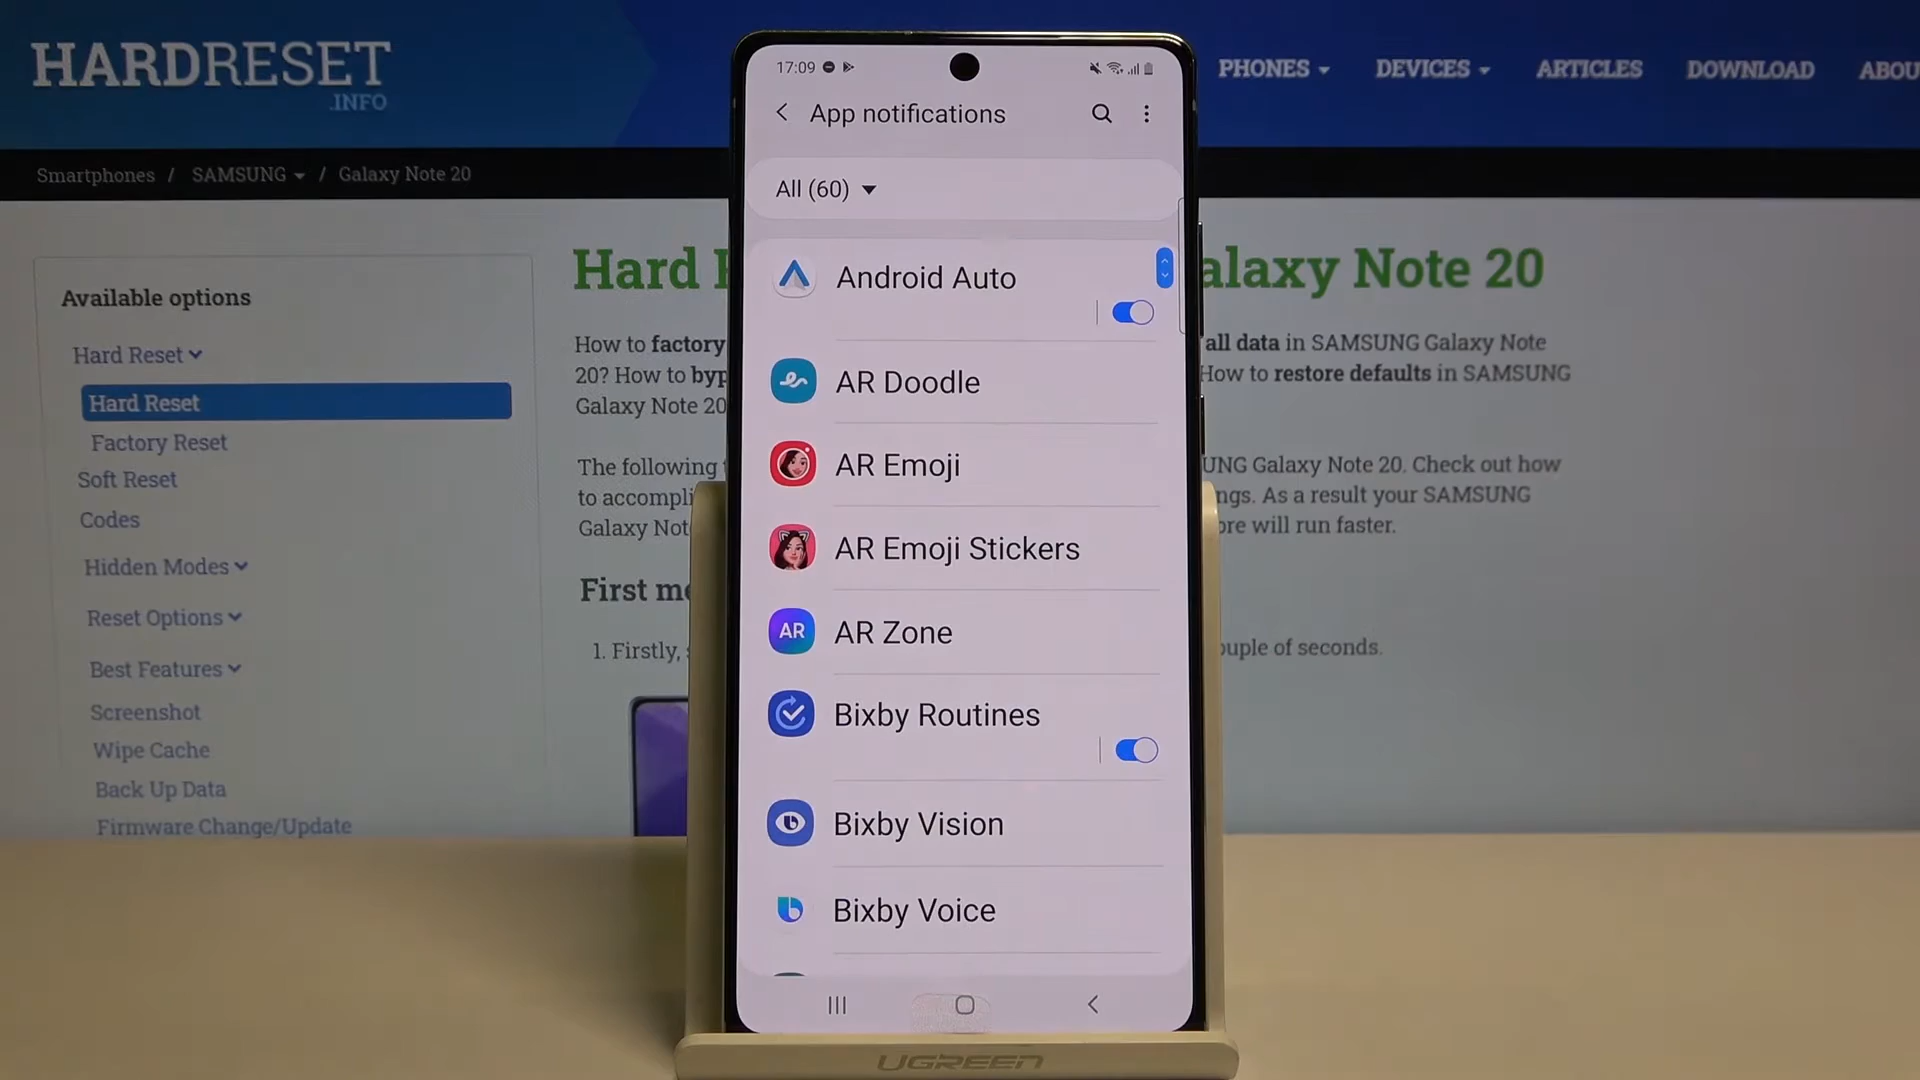 HARDRESET
.INFO
PHONES
DEVICES
ARTICLES
DOWNLOAD
ABOU
Smartphones / SAMSUNG / Galaxy Note 20
Available options
Hard Reset
Hard Reset
Factory Reset
Soft Reset
Codes
Hidden Modes
Reset Options
Best Features
Screenshot
Wipe Cache
Back Up Data
Firmware Change/Update
Hard
alaxy Note 20
How to factory
all data in SAMSUNG Galaxy Note
20? How to byp
How to restore defaults in SAMSUNG
Galaxy Note 20
The following
UNG Galaxy Note 20. Check out how
to accompli
ngs. As a result your SAMSUNG
Galaxy Not
ore will run faster.
First me
1. Firstly,
ouple of seconds.
17:09
App notifications
All (60)
Android Auto
AR Doodle
AR Emoji
AR Emoji Stickers
AR
AR Zone
Bixby Routines
Bixby Vision
Bixby Voice
UGREEN